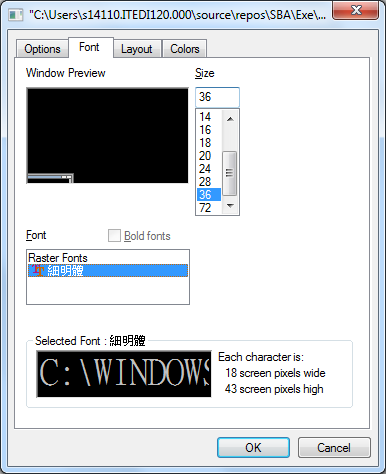 "C:\Users\s14110.ITEDI120.000\source\repos\SBA\Exe\...
Options Font Layout Colors
Window Preview
Size
36
14
16
18
20
24
28
36
72
Font
Bold fonts
Raster Fonts
細明體
Selected Font : 細明體
C:\WINDOWS
Each character is:
18 screen pixels wide
43 screen pixels high
OK Cancel